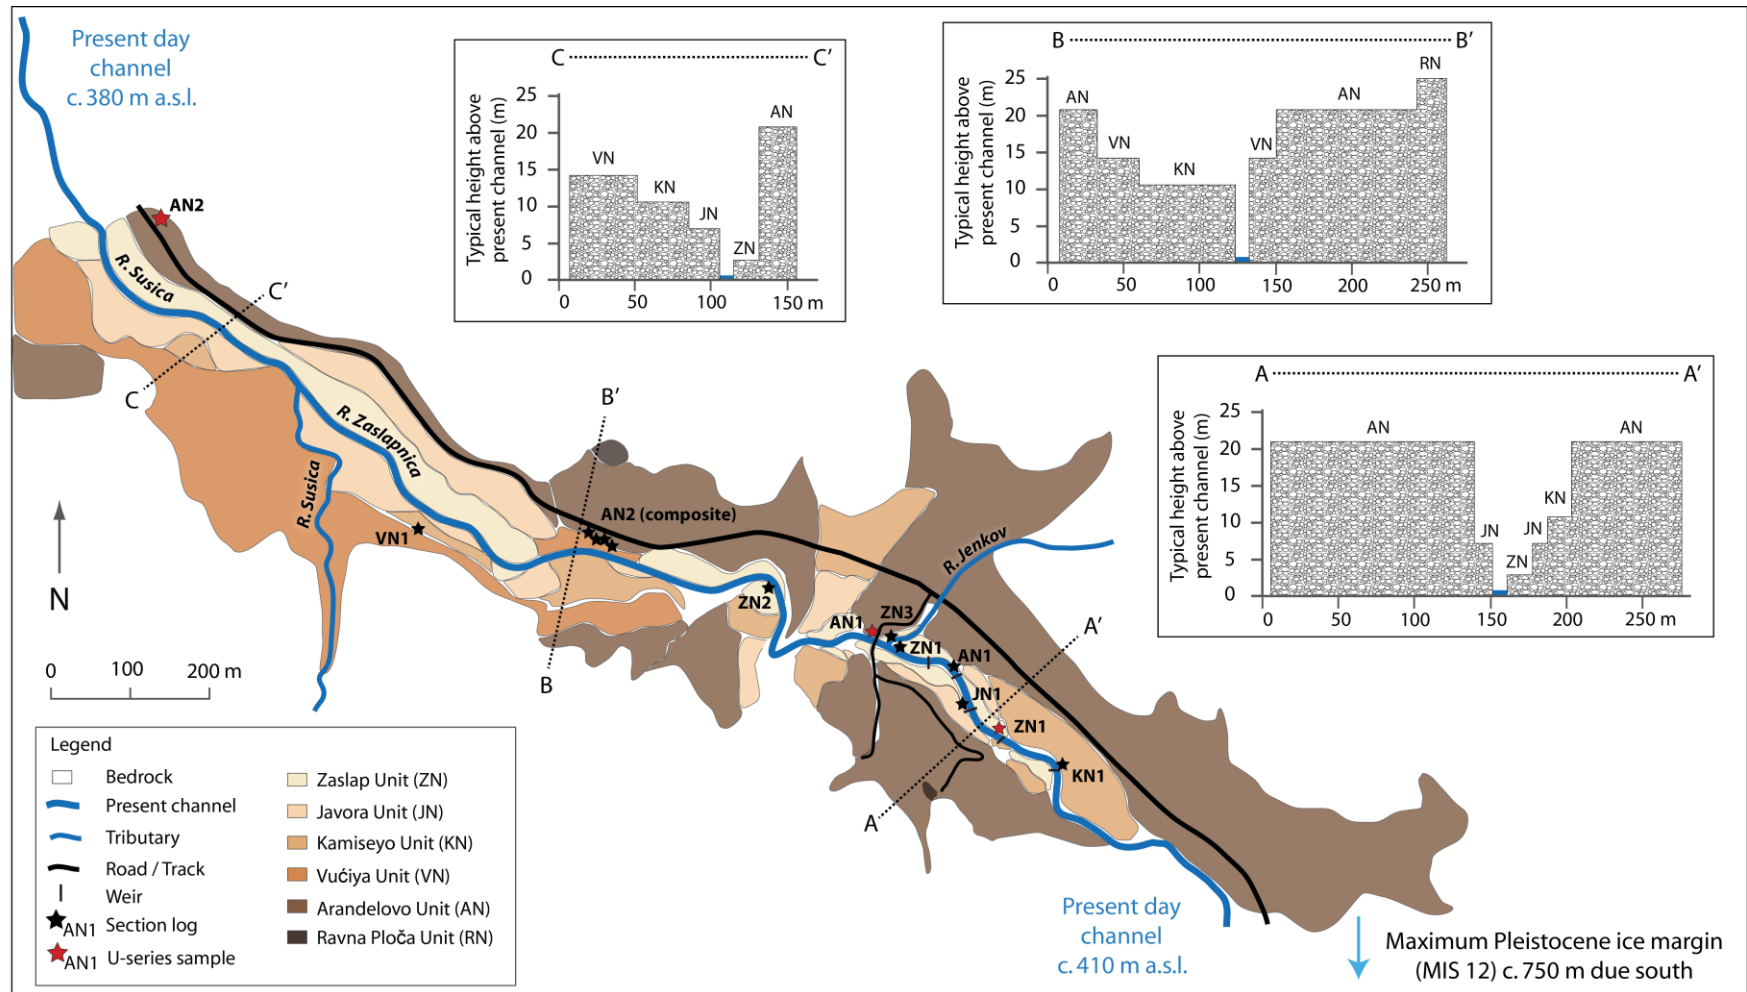 Present day
channel
c. 380 m a.s.l.
C
C'
Typical height above
present channel (m)
25
20
15
10
5
0
VN
KN
JN
ZN
AN
0
50
100
150 m
B
B'
Typical height above
present channel (m)
25
20
15
10
5
0
AN
VN
KN
VN
AN
RN
0
50
100
150
200
250 m
A
A'
Typical height above
present channel (m)
25
20
15
10
5
0
AN
JN
ZN
JN
KN
AN
0
50
100
150
200
250 m
AN2
R. Susica
C'
C
R. Zaslapnica
R. Susica
VN1
B'
AN2 (composite)
B
ZN2
R. Jenkov
ZN3
AN1
ZN1
AN1
A'
JN1
ZN1
KN1
A
N
0
100
200 m
Legend
Bedrock
Present channel
Tributary
Road / Track
Weir
AN1 Section log
AN1 U-series sample
Zaslap Unit (ZN)
Javora Unit (JN)
Kamiseyo Unit (KN)
Vućiya Unit (VN)
Arandelovo Unit (AN)
Ravna Ploča Unit (RN)
Present day
channel
c. 410 m a.s.l.
Maximum Pleistocene ice margin
(MIS 12) c. 750 m due south